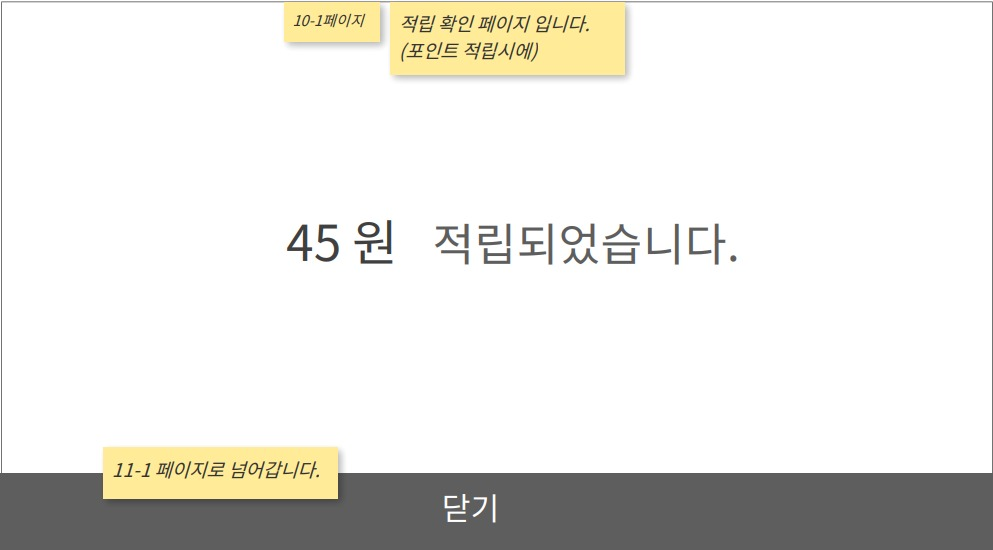 10-1페이지
적립 확인 페이지 입니다.
(포인트 적립시에)
45 원 적립되었습니다.
11-1 페이지로 넘어갑니다.
닫기